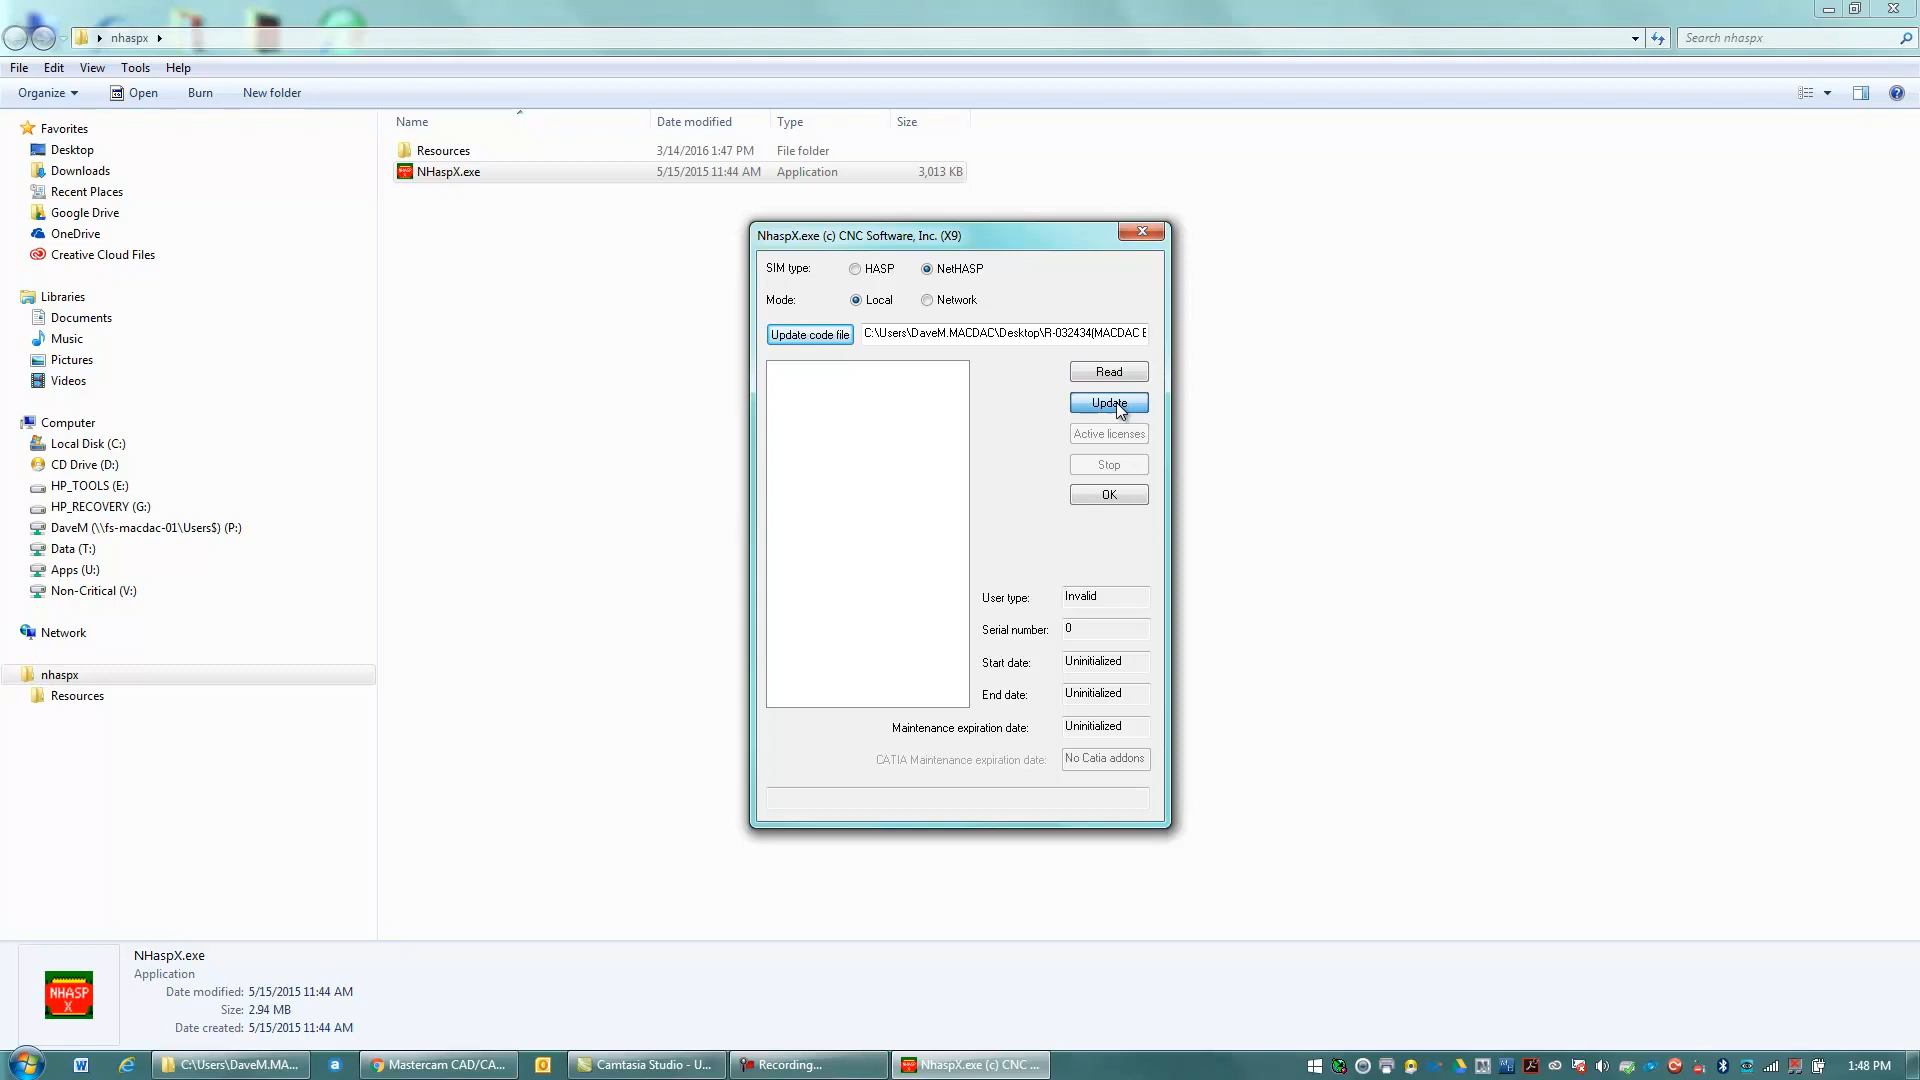 nhaspx
Search nhaspx
File Edit View Tools Help
Organize Open Burn New folder
Name Date modified Type Size
Resources 3/14/2016 1:47 PM File folder
NHaspX.exe 5/15/2015 11:44 AM Application 3,013 KB
Favorites
Desktop
Downloads
Recent Places
Google Drive
OneDrive
Creative Cloud Files
Libraries
Documents
Music
Pictures
Videos
Computer
Local Disk (C:)
CD Drive (D:)
HP_TOOLS (E:)
HP_RECOVERY (G:)
DaveM (\\fs-macdac-01\Users$) (P:)
Data (T:)
Apps (U:)
Non-Critical (V:)
Network
nhaspx
Resources
NhaspX.exe (c) CNC Software, Inc. (X9)
SIM type: HASP NetHASP
Mode: Local Network
Update code file C:\Users\DaveM.MACDAC\Desktop\R-032434(MACDAC E
Read
Update
Active licenses
Stop
OK
User type: Invalid
Serial number: 0
Start date: Uninitialized
End date: Uninitialized
Maintenance expiration date: Uninitialized
CATIA Maintenance expiration date: No Catia addons
NHASP X
NHaspX.exe
Application
Date modified: 5/15/2015 11:44 AM
Size: 2.94 MB
Date created: 5/15/2015 11:44 AM
C:\Users\DaveM.MA... Mastercam CAD/CA... Camtasia Studio - U... Recording... NhaspX.exe (c) CNC ... 1:48 PM